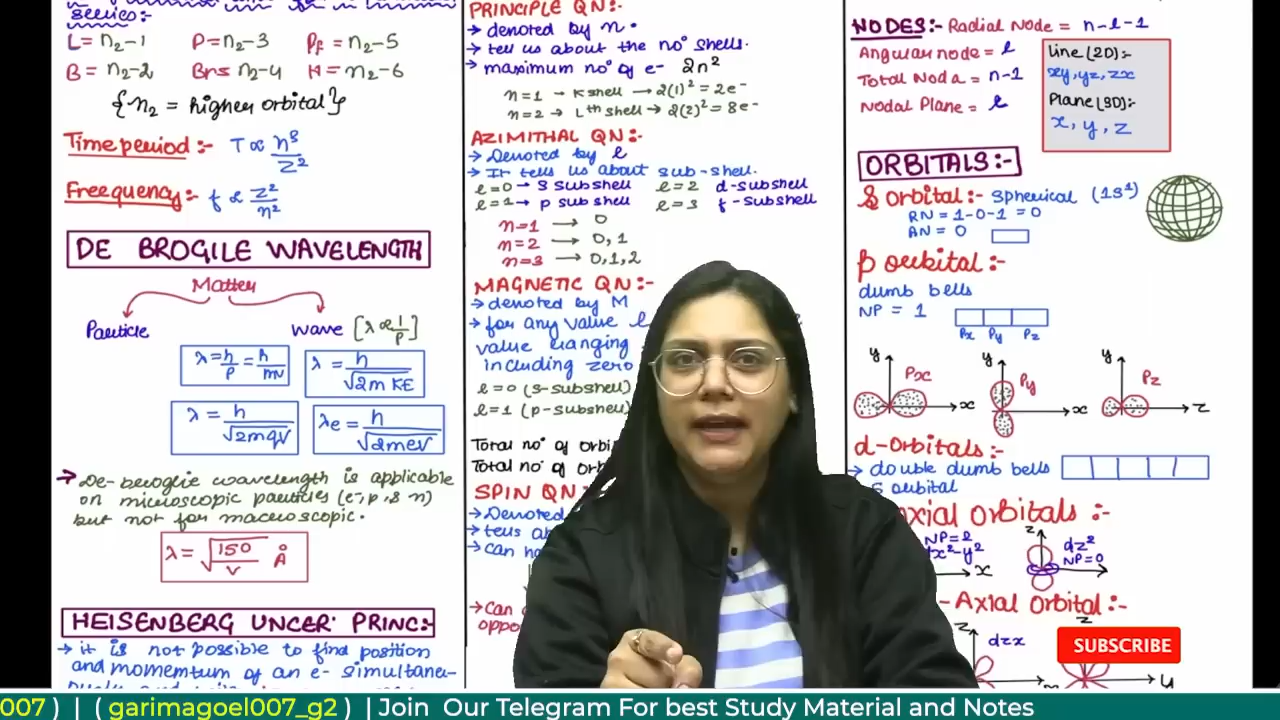 series:-
L = n₂-1 P = n₂-3 Pf = n₂-5
B = n₂-2 Br = n₂-4 H = n₂-6
{n₂ = higher orbital}
Time period :- T ∝ n³/Z²
Freequency :- f ∝ Z²/n²
DE BROGILE WAVELENGTH
Matter
Particle wave [λ∝1/P]
λ = h/P = h/mv λ = h/√2m KE
λ = h/√2mqv λe = h/√2mev
→ De-beroglie wavelength is applicable
on microscopic particles (e⁻, p, & n)
but not for macroscopic.
λ = √150/v Å
HEISENBERG UNCER. PRINC:-
→ it is not possible to find position
and momentum of an e- simultane-
PRINCIPLE QN:-
→ denoted by n.
→ tell us about the no° shells.
→ maximum no° of e- 2n²
n=1 → K shell → 2(1)² = 2e-
n=2 → Lth shell → 2(2)² = 8e-
AZIMITHAL QN:-
→ Denoted by l
→ It tells us about sub-shell.
l=0 → S subshell l=2 d-subshell
l=1 → p subshell l=3 f-subshell
n=1 → 0
n=2 → 0,1
n=3 → 0,1,2
MAGNETIC QN:-
→ denoted by M
→ for any value l
value ranging
including zero
l=0 (s-subshell)
l=1 (p-subshell)
Total no° of orbi
Total no° of orb
SPIN QN:-
→ Denoted
→ tells ab
→ can ha
→ can
oppo
NODES:- Radial Node = n-l-1
Angular node = l
Total Noda = n-1
Nodal Plane = l
Line (2D):-
xy, yz, zx
Plane (3D):-
x, y, z
ORBITALS:-
S orbital:- Spherical (1s¹)
RN = 1-0-1 = 0
AN = 0
p orbital:-
dumb bells
NP = 1
Px Py Pz
y Px x
y Py x
y Pz z
d-Orbitals
→ double dumb bells
5 orbital
axial orbitals :-
NP=2
dx²-y² x
z dz²
NP=0
- Axial Orbital:-
z dzx
z y
SUBSCRIBE
007 ) | ( garimagoel007_g2 ) | Join Our Telegram For best Study Material and Notes